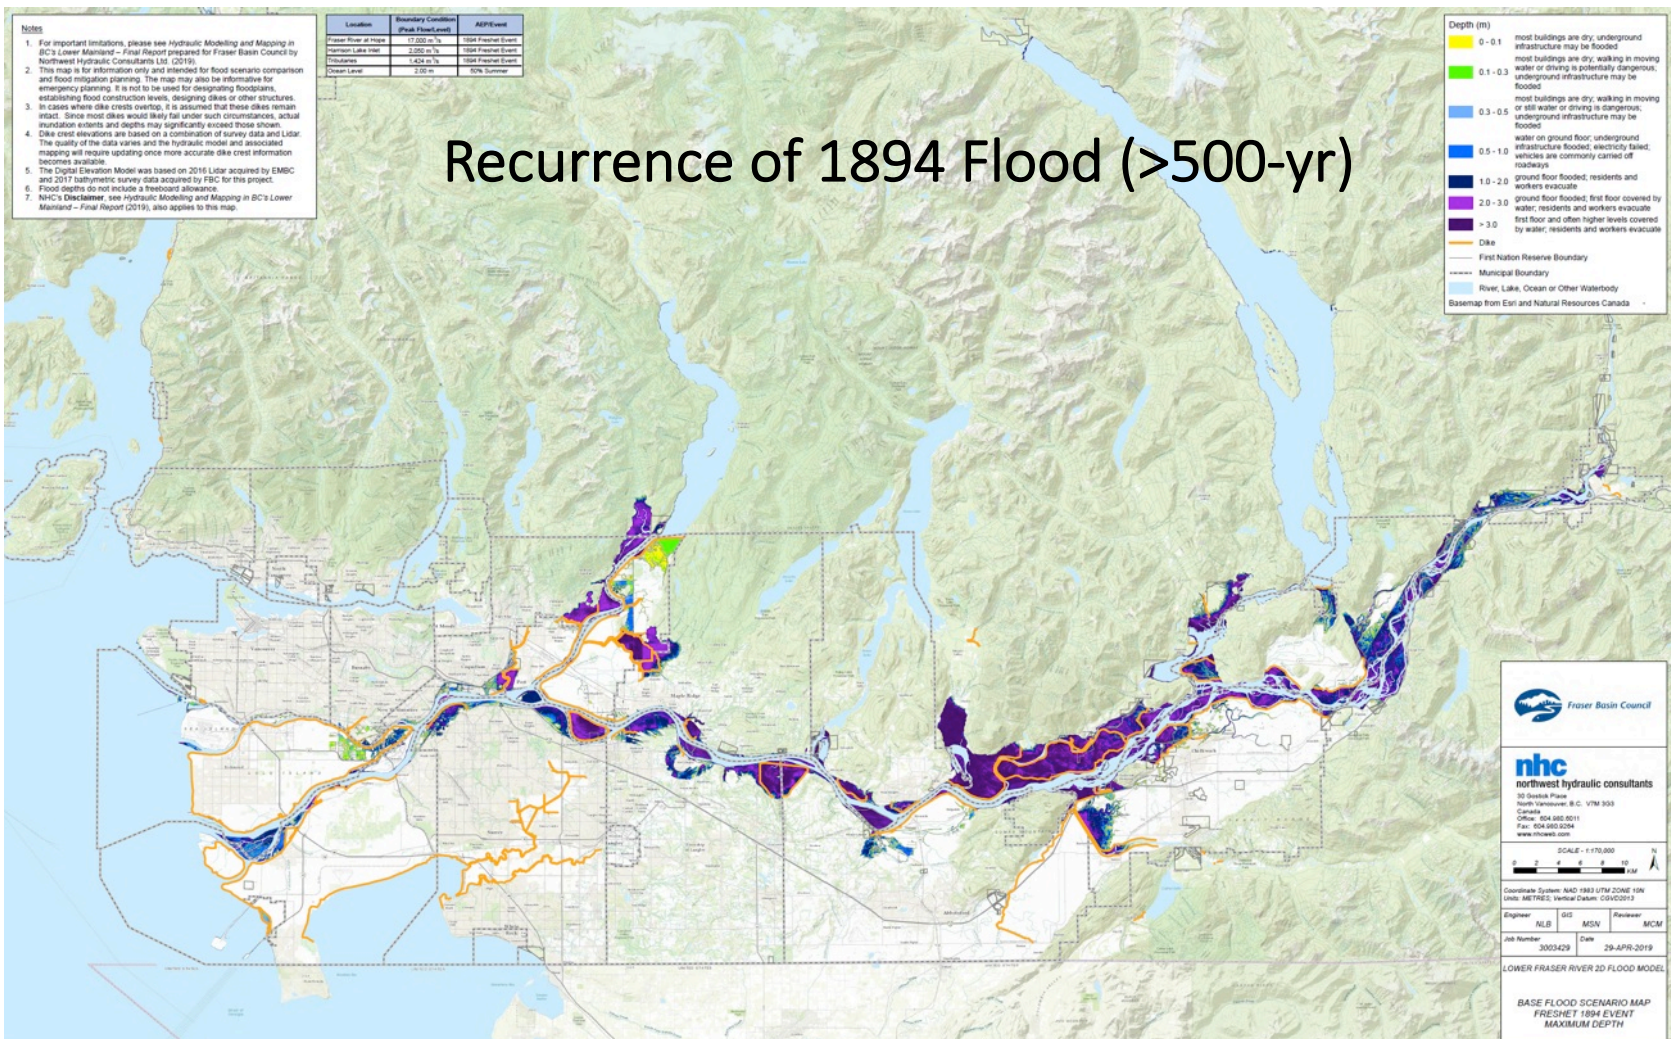 Notes
1. For important limitations, please see Hydraulic Modelling and Mapping in
BC's Lower Mainland – Final Report prepared for Fraser Basin Council by
Northwest Hydraulic Consultants Ltd. (2019).
2. This map is for information only and intended for flood scenario comparison
and flood mitigation planning. The map may also be informative for
emergency planning. It is not to be used for designating floodplains,
establishing flood construction levels, designing dikes or other structures.
3. In cases where dike crests overtop, it is assumed that these dikes remain
intact. Since most dikes would likely fail under such circumstances, actual
inundation extents and depths may significantly exceed those shown.
4. Dike crest elevations are based on a combination of survey data and Lidar.
The quality of the data varies and the hydraulic model and associated
mapping will require updating once more accurate dike crest information
becomes available.
5. The Digital Elevation Model was based on 2016 Lidar acquired by EMBC
and 2017 bathymetric survey data acquired by FBC for this project.
6. Flood depths do not include a freeboard allowance.
7. NHC's Disclaimer, see Hydraulic Modelling and Mapping in BC's Lower
Mainland – Final Report (2019), also applies to this map.
Location Boundary Condition (Peak Flow/Level) AEP/Event
Fraser River at Hope 17,000 m³/s 1894 Freshet Event
Harrison Lake Inlet 2,050 m³/s 1894 Freshet Event
Tributaries 1,424 m³/s 1894 Freshet Event
Ocean Level 2.00 m 50% Summer
Recurrence of 1894 Flood (>500-yr)
Depth (m)
0 - 0.1 most buildings are dry; underground
infrastructure may be flooded
0.1 - 0.3 most buildings are dry; walking in moving
water or driving is potentially dangerous;
underground infrastructure may be
flooded
0.3 - 0.5 most buildings are dry; walking in moving
or still water or driving is dangerous;
underground infrastructure may be
flooded
0.5 - 1.0 water on ground floor; underground
infrastructure flooded; electricity failed;
vehicles are commonly carried off
roadways
1.0 - 2.0 ground floor flooded; residents and
workers evacuate
2.0 - 3.0 ground floor flooded; first floor covered by
water; residents and workers evacuate
> 3.0 first floor and often higher levels covered
by water; residents and workers evacuate
Dike
First Nation Reserve Boundary
Municipal Boundary
River, Lake, Ocean or Other Waterbody
Basemap from Esri and Natural Resources Canada
Vancouver
Burnaby
Coquitlam
New Westminster
Maple Ridge
Richmond
Surrey
Chilliwack
Abbotsford
White
Rock
Fraser Basin Council
nhc
northwest hydraulic consultants
30 Gostick Place
North Vancouver, B.C. V7M 3G3
Canada
Office: 604.980.6011
Fax: 604.980.9264
www.nhcweb.com
SCALE - 1:170,000
N
0 2 4 6 8 10
KM
Coordinate System: NAD 1983 UTM ZONE 10N
Units: METRES; Vertical Datum: CGVD2013
Engineer NLB
GIS MSN
Reviewer MCM
Job Number 3003429
Date 29-APR-2019
LOWER FRASER RIVER 2D FLOOD MODEL
BASE FLOOD SCENARIO MAP
FRESHET 1894 EVENT
MAXIMUM DEPTH